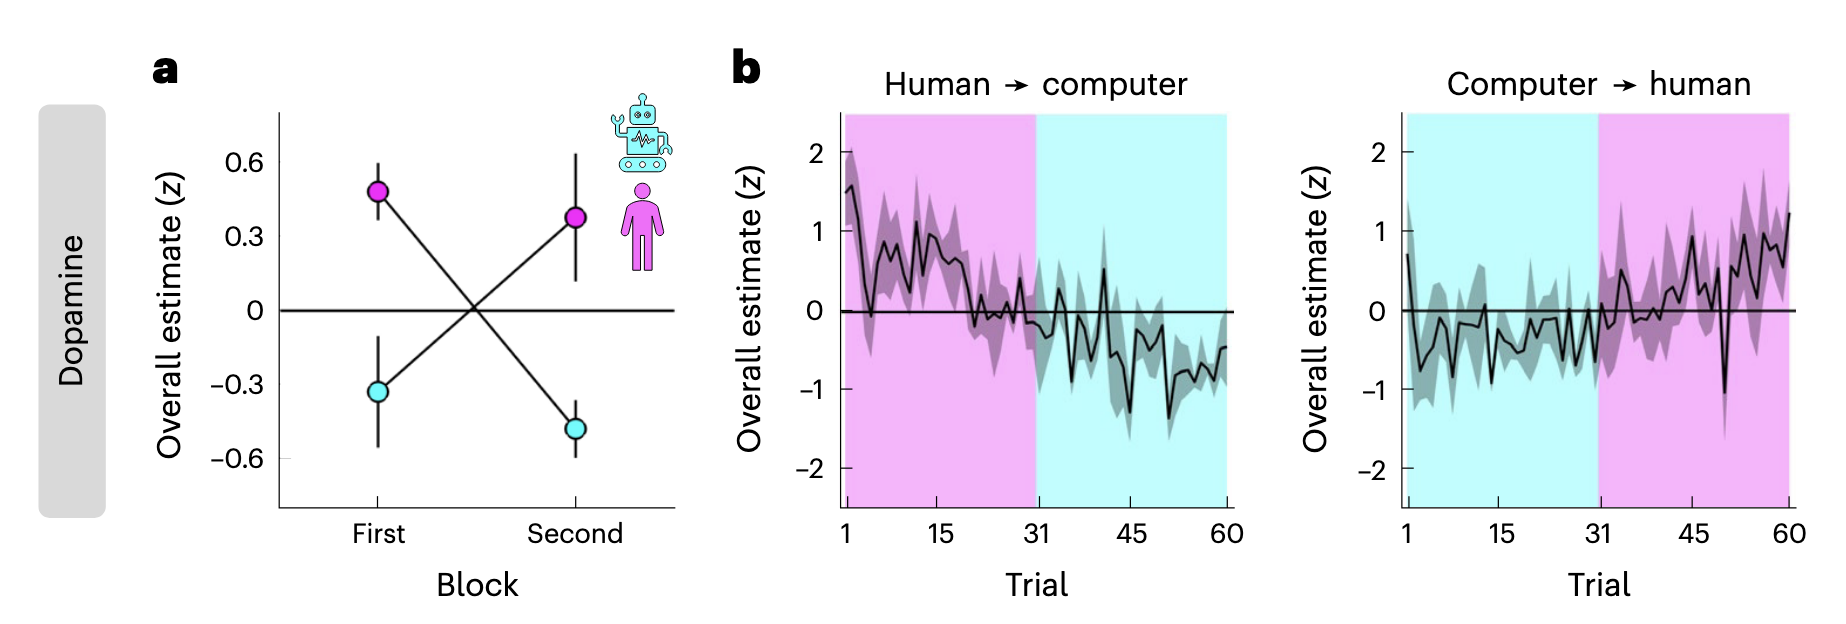 Dopamine
a
Overall estimate (z)
0.6
0.3
0
–0.3
–0.6
First
Second
Block
b
Human → computer
Overall estimate (z)
2
1
0
–1
–2
1
15
31
45
60
Trial
Computer → human
Overall estimate (z)
2
1
0
–1
–2
1
15
31
45
60
Trial